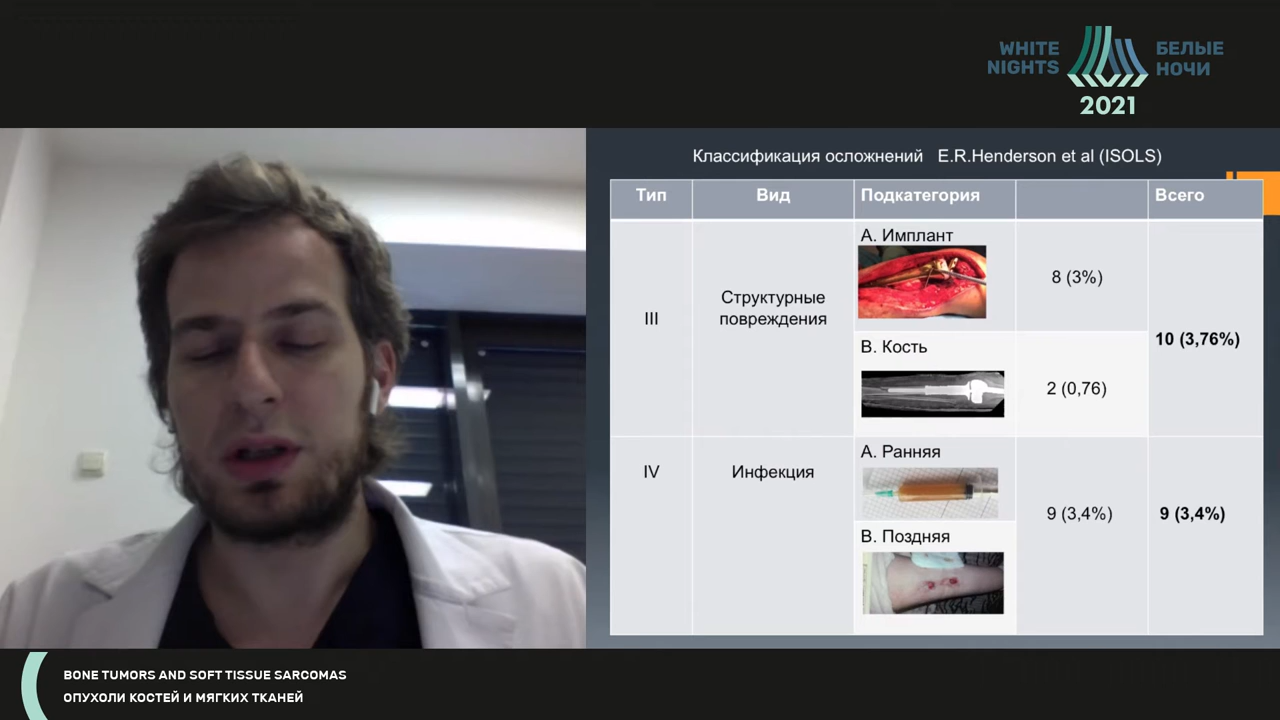 WHITE
NIGHTS
БЕЛЫЕ
НОЧИ
2021
Классификация осложнений E.R.Henderson et al (ISOLS)
Тип Вид Подкатегория Всего
III
Структурные
повреждения
А. Имплант
8 (3%)
10 (3,76%)
В. Кость
2 (0,76)
IV
Инфекция
А. Ранняя
9 (3,4%)
9 (3,4%)
В. Поздняя
BONE TUMORS AND SOFT TISSUE SARCOMAS
ОПУХОЛИ КОСТЕЙ И МЯГКИХ ТКАНЕЙ